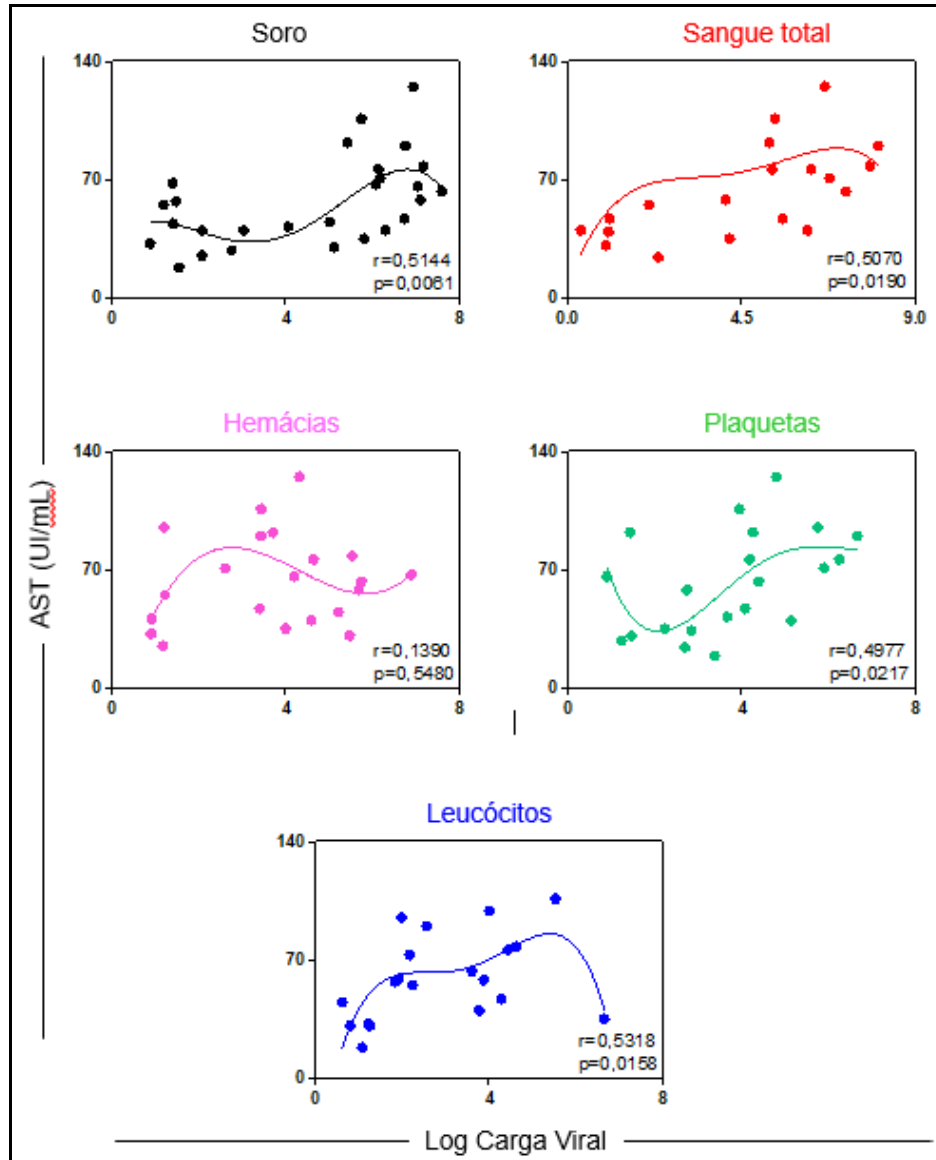 Soro
Sangue total
140
70
0
0
4
8
r=0,5144
p=0,0061
140
70
0
0.0
4.5
9.0
r=0,5070
p=0,0190
Hemácias
Plaquetas
140
70
0
0
4
8
r=0,1390
p=0,5480
140
70
0
0
4
8
r=0,4977
p=0,0217
AST (UI/mL)
Leucócitos
140
70
0
0
4
8
r=0,5318
p=0,0158
Log Carga Viral